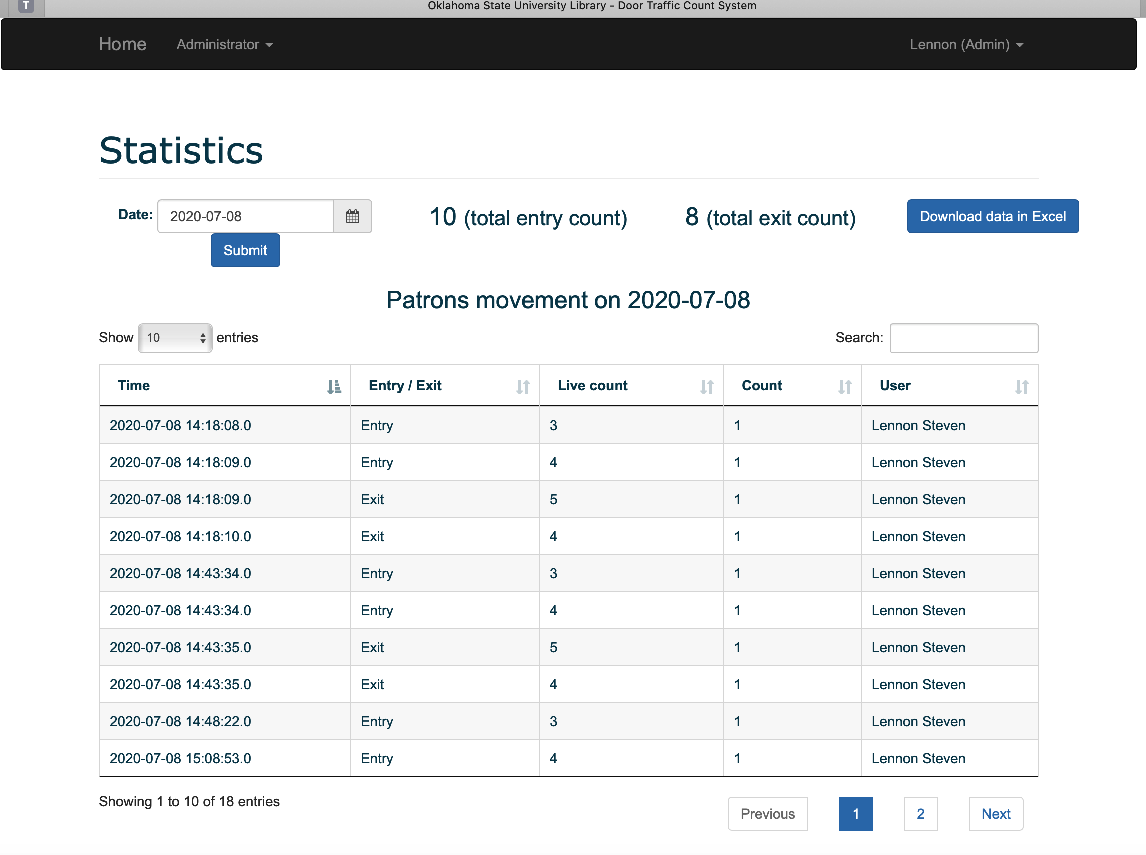 T
Oklahoma State University Library - Door Traffic Count System
Home Administrator Lennon (Admin)
Statistics
Date: 2020-07-08 10 (total entry count) 8 (total exit count) Download data in Excel
Submit
Patrons movement on 2020-07-08
Show 10 entries Search:
Time Entry / Exit Live count Count User
2020-07-08 14:18:08.0 Entry 3 1 Lennon Steven
2020-07-08 14:18:09.0 Entry 4 1 Lennon Steven
2020-07-08 14:18:09.0 Exit 5 1 Lennon Steven
2020-07-08 14:18:10.0 Exit 4 1 Lennon Steven
2020-07-08 14:43:34.0 Entry 3 1 Lennon Steven
2020-07-08 14:43:34.0 Entry 4 1 Lennon Steven
2020-07-08 14:43:35.0 Exit 5 1 Lennon Steven
2020-07-08 14:43:35.0 Exit 4 1 Lennon Steven
2020-07-08 14:48:22.0 Entry 3 1 Lennon Steven
2020-07-08 15:08:53.0 Entry 4 1 Lennon Steven
Showing 1 to 10 of 18 entries
Previous 1 2 Next